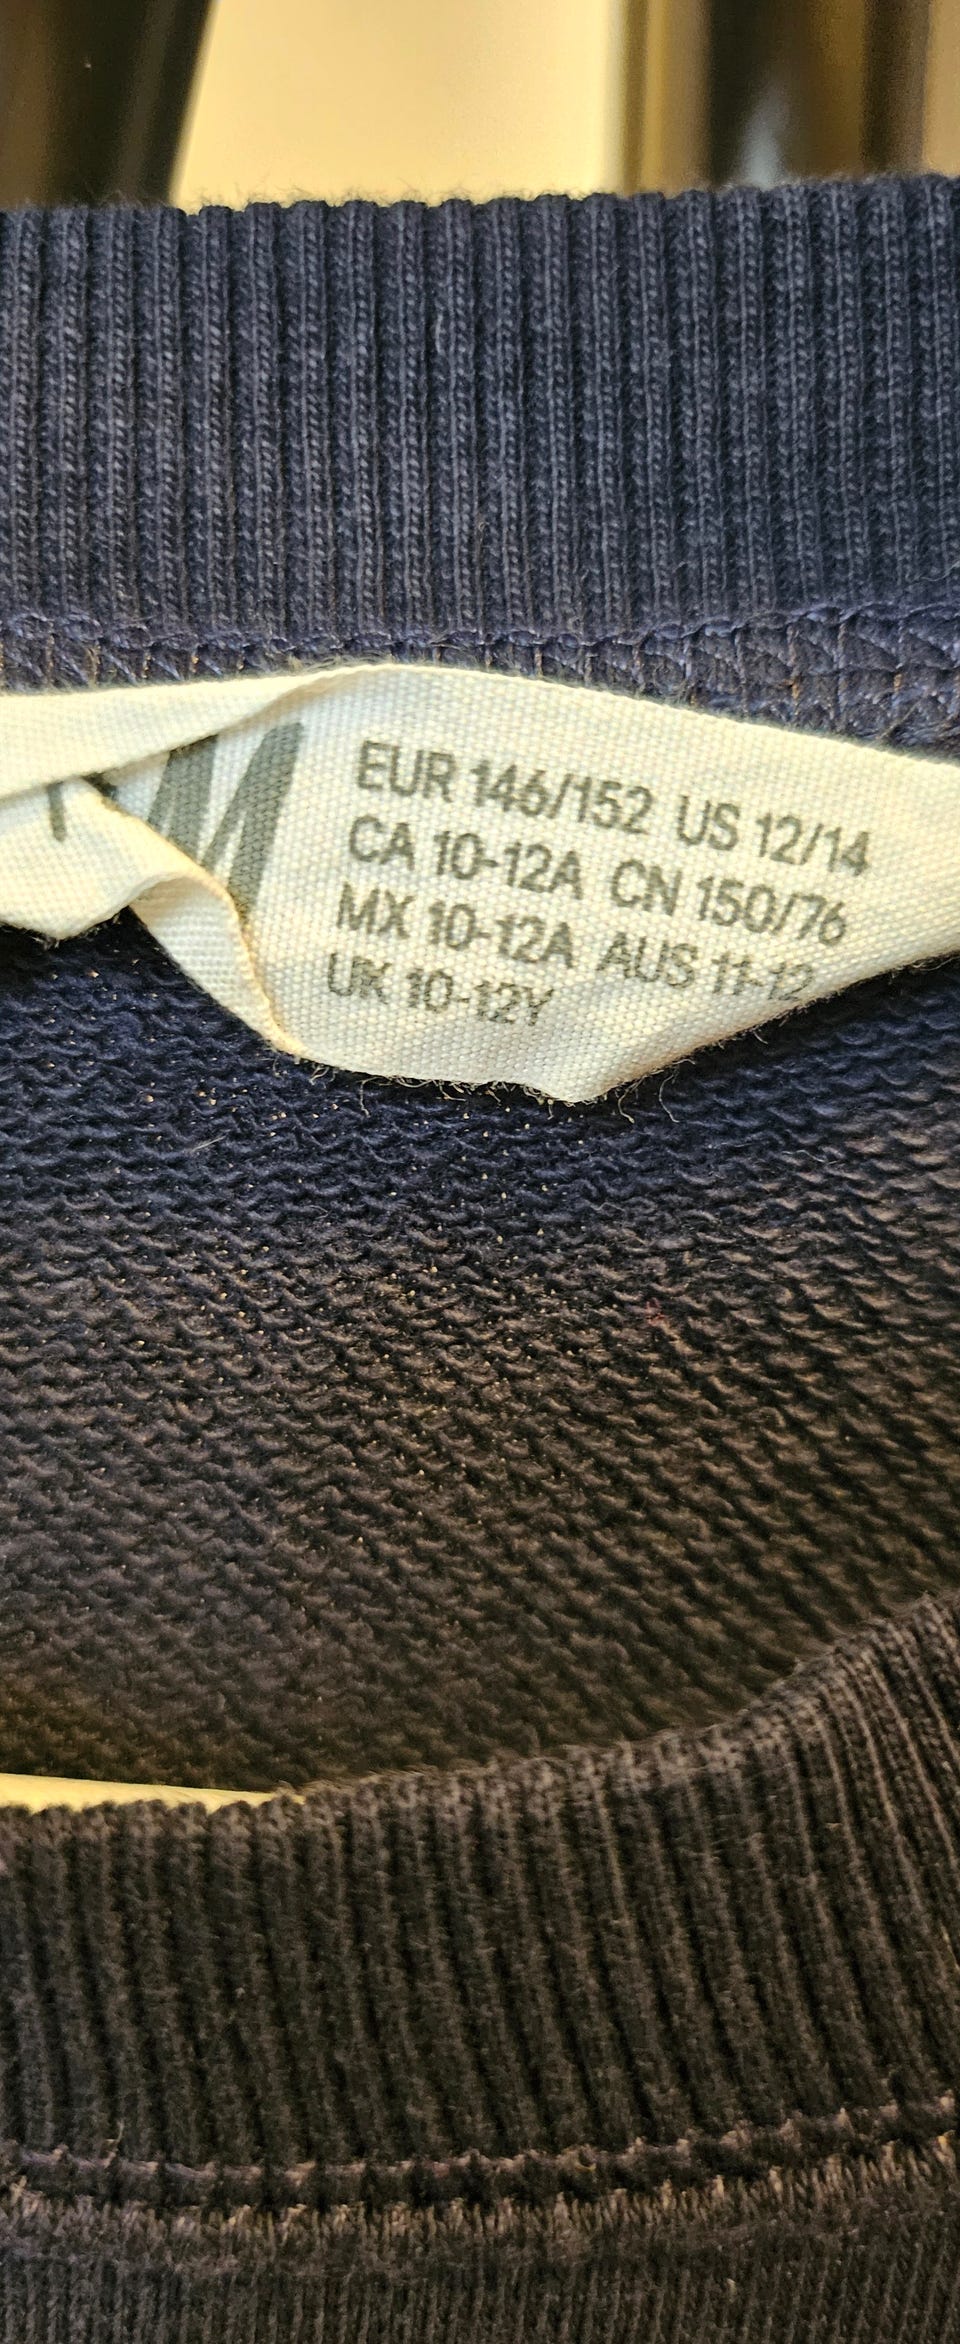 M
EUR 146/152 US 12/14
CA 10-12A CN 150/76
MX 10-12A AUS 11-12
UK 10-12Y